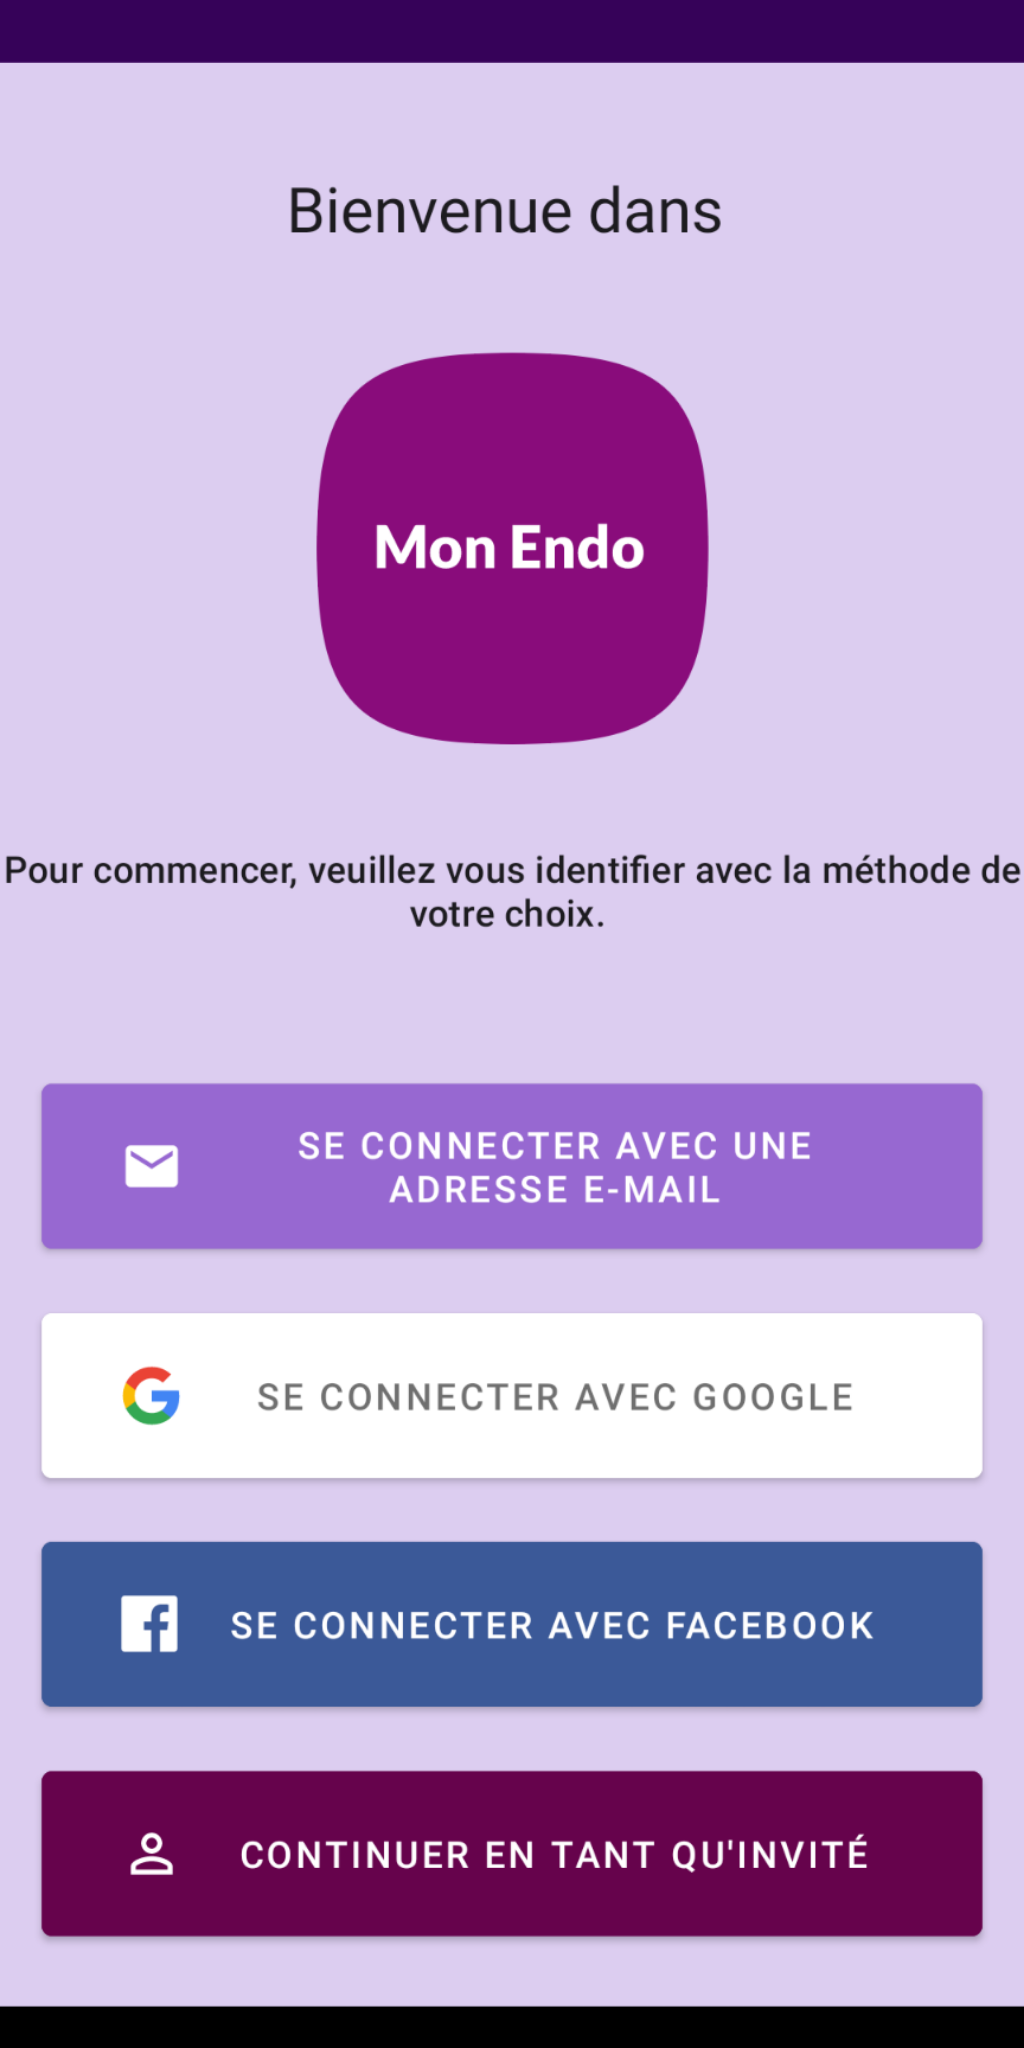 Bienvenue dans
Mon Endo
Pour commencer, veuillez vous identifier avec la méthode de
votre choix.
SE CONNECTER AVEC UNE
ADRESSE E-MAIL
SE CONNECTER AVEC GOOGLE
SE CONNECTER AVEC FACEBOOK
CONTINUER EN TANT QU'INVITÉ